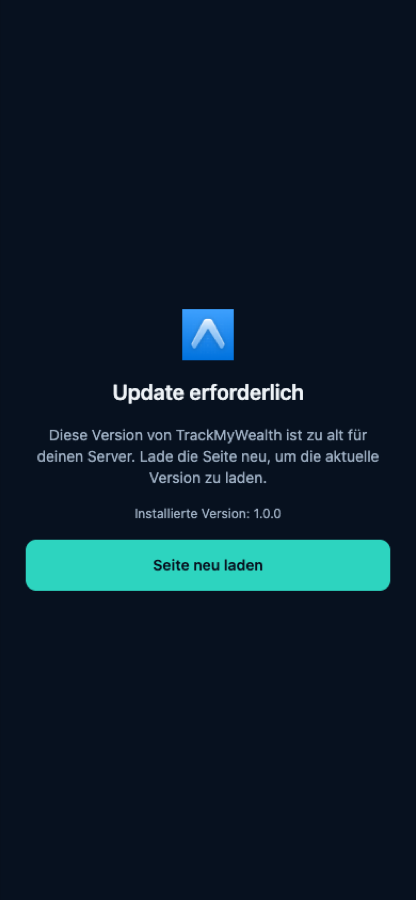 Update erforderlich
Diese Version von TrackMyWealth ist zu alt für
deinen Server. Lade die Seite neu, um die aktuelle
Version zu laden.
Installierte Version: 1.0.0
Seite neu laden